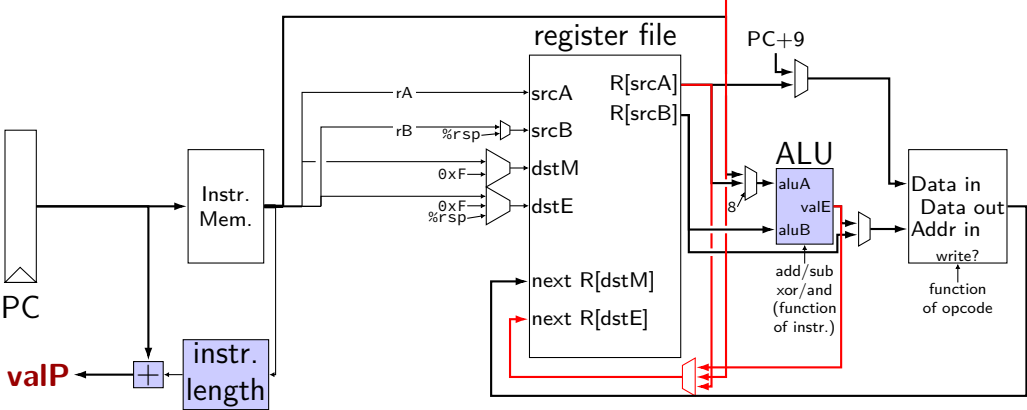 register file
PC+9
rA
srcA
R[srcA]
R[srcB]
rB
%rsp
srcB
ALU
Instr.
Mem.
0xF
dstM
aluA
valE
aluB
8
Data in
Data out
Addr in
write?
0xF
%rsp
dstE
add/sub
xor/and
(function
of instr.)
function
of opcode
next R[dstM]
next R[dstE]
PC
instr.
length
+
valP